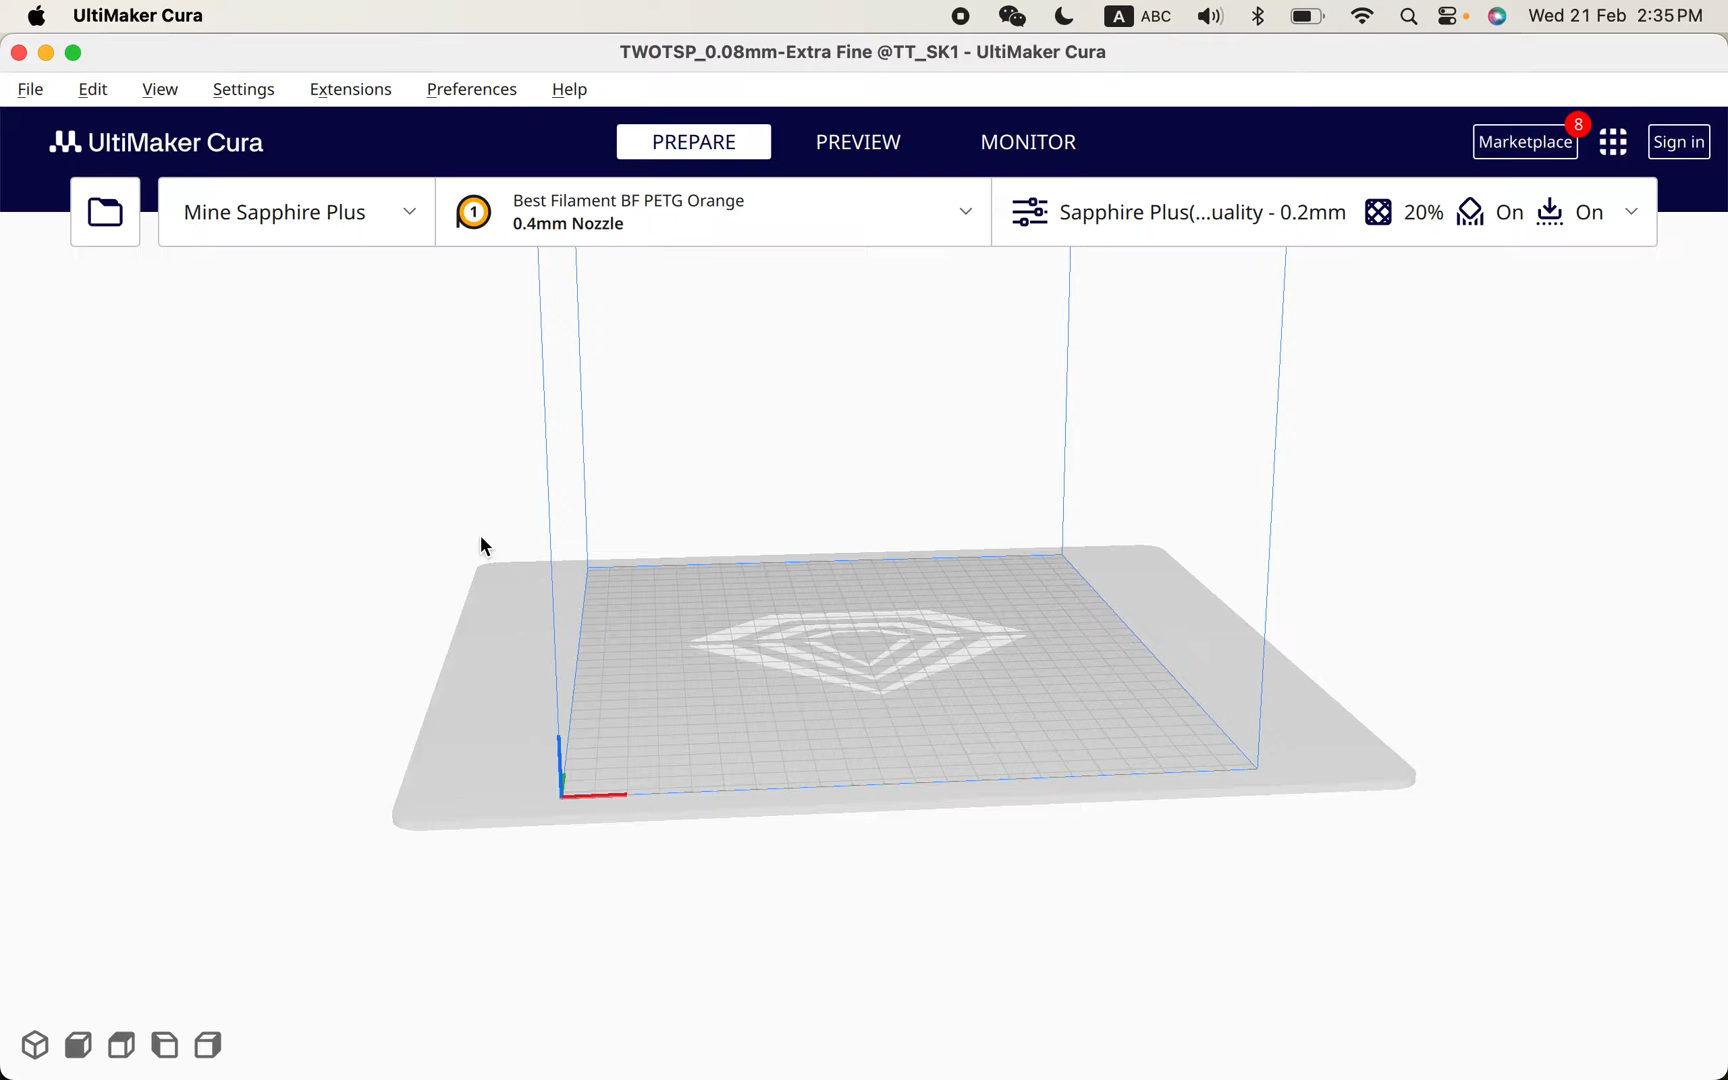 UltiMaker Cura
A ABC
Wed 21 Feb 2:35 PM
TWOTSP_0.08mm-Extra Fine @TT_SK1 - UltiMaker Cura
File Edit View Settings Extensions Preferences Help
UltiMaker Cura
PREPARE PREVIEW MONITOR
Marketplace
8
Sign in
Mine Sapphire Plus
1
Best Filament BF PETG Orange
0.4mm Nozzle
Sapphire Plus(...uality - 0.2mm
20%
On
On